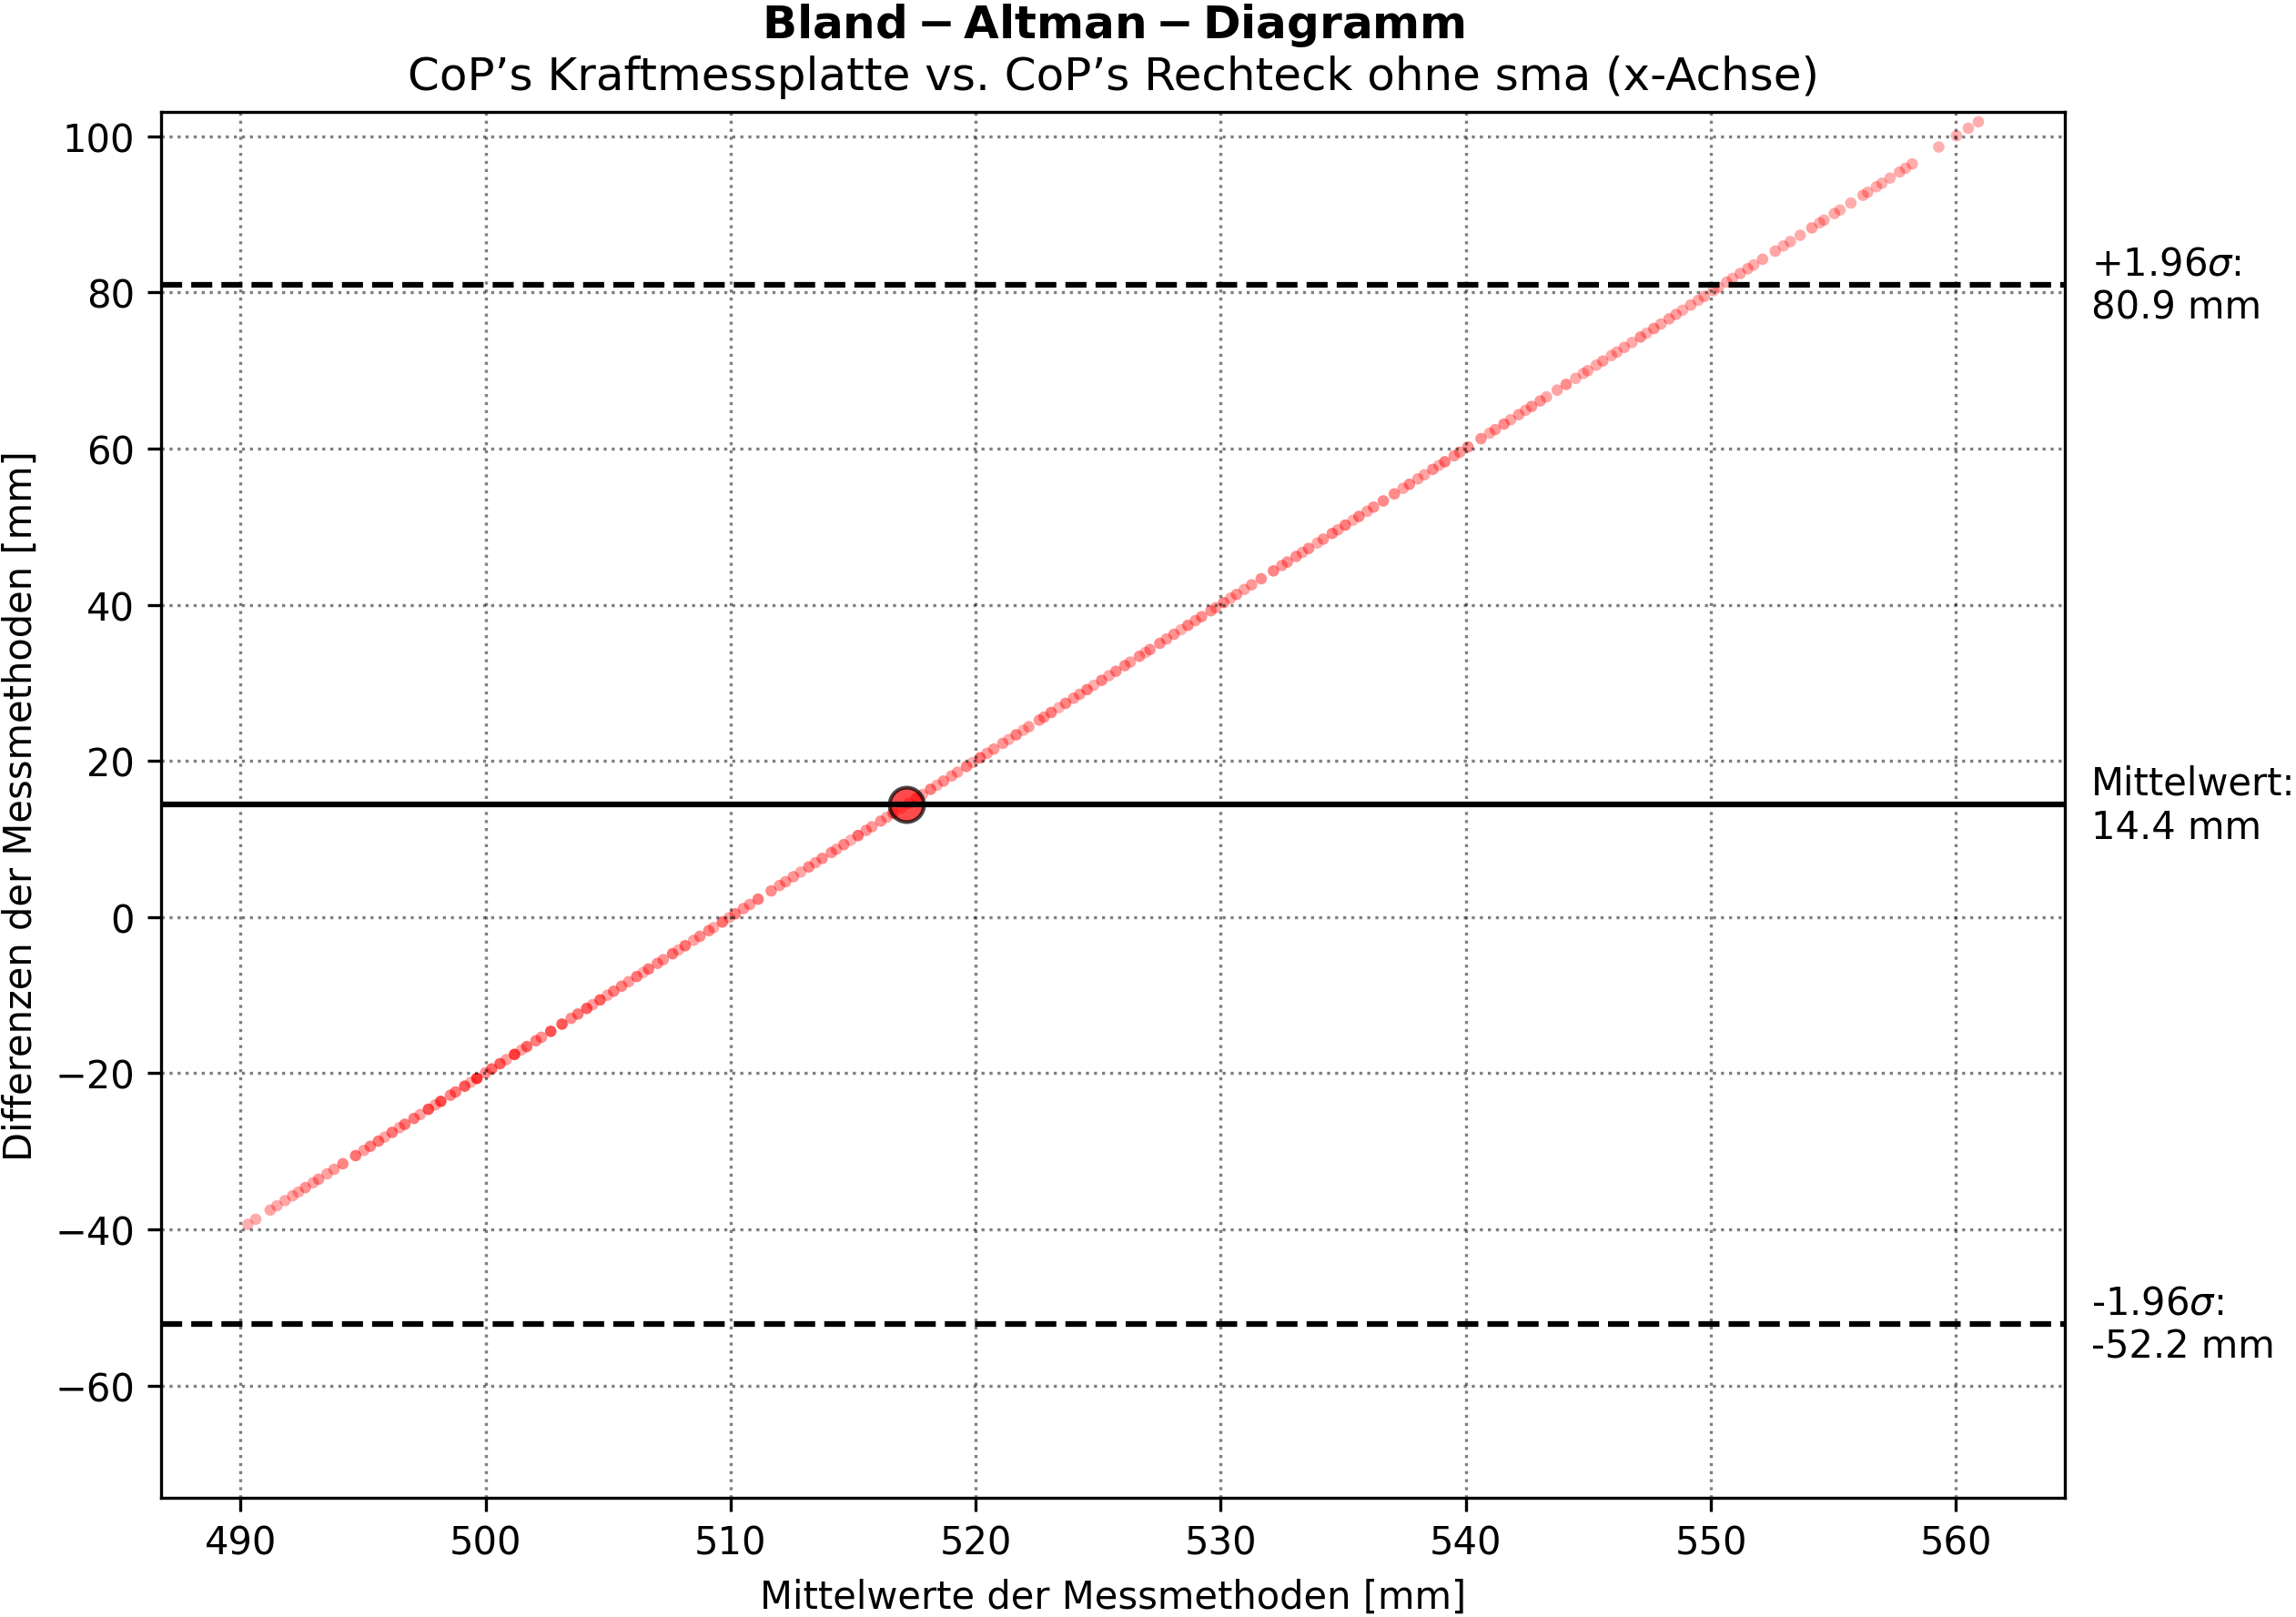 Bland − Altman − Diagramm
CoP’s Kraftmessplatte vs. CoP’s Rechteck ohne sma (x-Achse)
Differenzen der Messmethoden [mm]
100
80
60
40
20
0
−20
−40
−60
+1.96σ:
80.9 mm
Mittelwert:
14.4 mm
-1.96σ:
-52.2 mm
490 500 510 520 530 540 550 560
Mittelwerte der Messmethoden [mm]